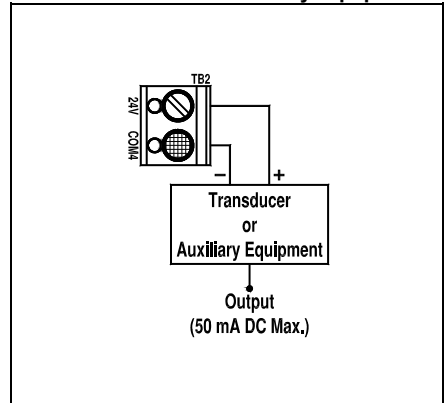 TB2
24V
COM4
– +
Transducer
or
Auxiliary Equipment
Output
(50 mA DC Max.)